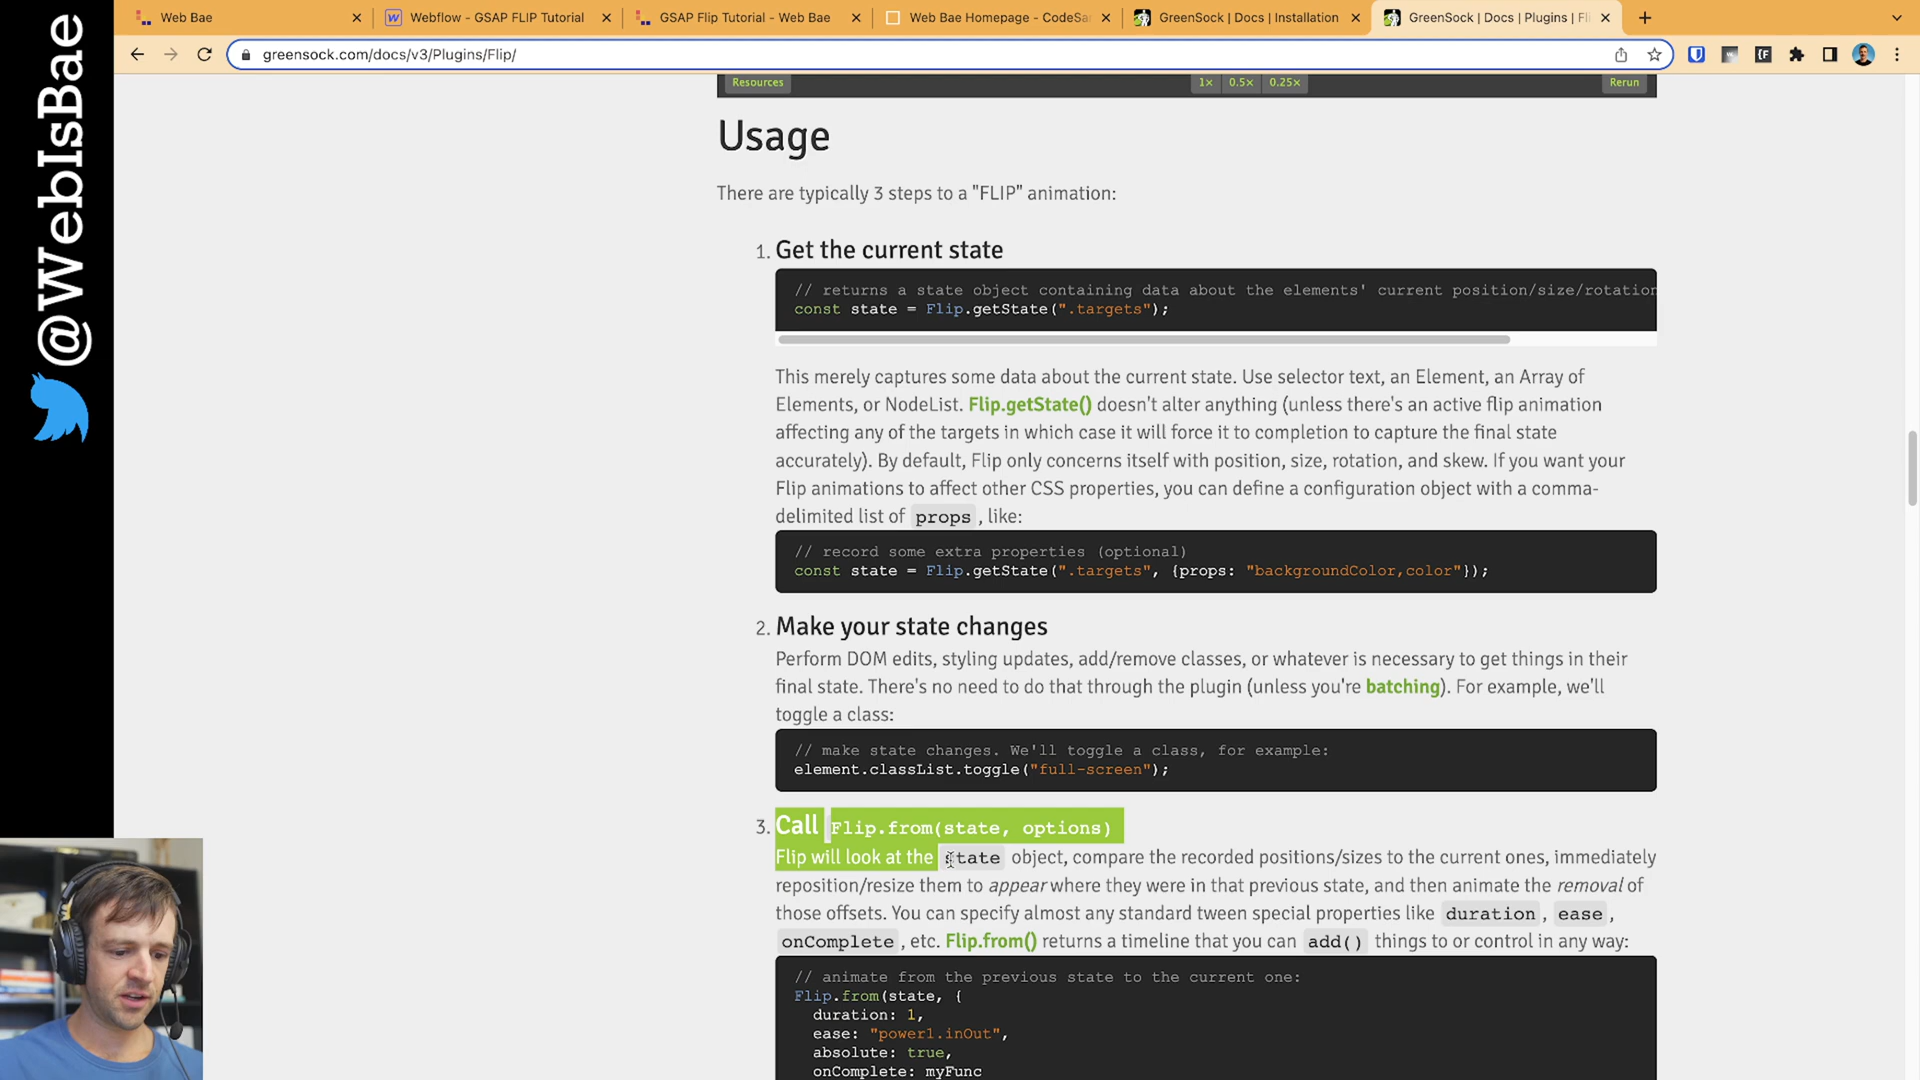 @WebIsBae
Web Bae
Webflow - GSAP FLIP Tutorial
GSAP Flip Tutorial - Web Bae
Web Bae Homepage - CodeSa
GreenSock | Docs | Installation
GreenSock | Docs | Plugins | Fli
greensock.com/docs/v3/Plugins/Flip/
Resources
1×
0.5×
0.25×
Rerun
Usage
There are typically 3 steps to a "FLIP" animation:
1. Get the current state
// returns a state object containing data about the elements' current position/size/rotation
const state = Flip.getState(".targets");
This merely captures some data about the current state. Use selector text, an Element, an Array of
Elements, or NodeList. Flip.getState() doesn't alter anything (unless there's an active flip animation
affecting any of the targets in which case it will force it to completion to capture the final state
accurately). By default, Flip only concerns itself with position, size, rotation, and skew. If you want your
Flip animations to affect other CSS properties, you can define a configuration object with a comma-
delimited list of props, like:
// record some extra properties (optional)
const state = Flip.getState(".targets", {props: "backgroundColor,color"});
2. Make your state changes
Perform DOM edits, styling updates, add/remove classes, or whatever is necessary to get things in their
final state. There's no need to do that through the plugin (unless you're batching). For example, we'll
toggle a class:
// make state changes. We'll toggle a class, for example:
element.classList.toggle("full-screen");
3. Call Flip.from(state, options)
Flip will look at the state object, compare the recorded positions/sizes to the current ones, immediately
reposition/resize them to appear where they were in that previous state, and then animate the removal of
those offsets. You can specify almost any standard tween special properties like duration, ease,
onComplete, etc. Flip.from() returns a timeline that you can add() things to or control in any way:
// animate from the previous state to the current one:
Flip.from(state, {
duration: 1,
ease: "power1.inOut",
absolute: true,
onComplete: myFunc